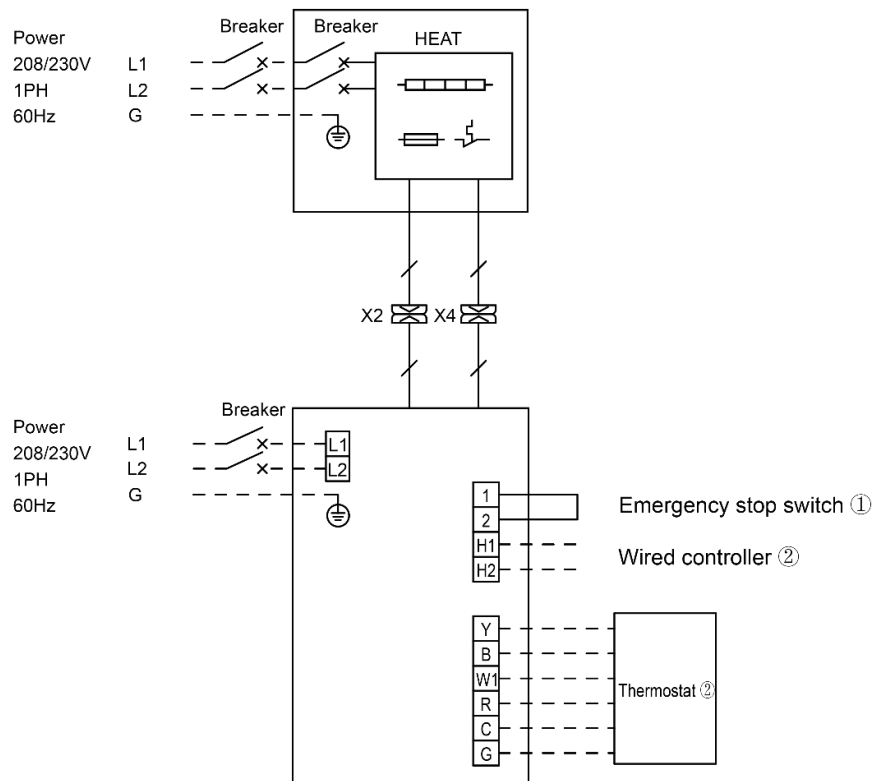 Breaker Breaker
HEAT
Power
208/230V L1
1PH L2
60Hz G
X2 X4
Breaker
Power
208/230V L1 L1
1PH L2 L2
60Hz G
1
2
Emergency stop switch ①
H1
H2
Wired controller ②
Y
B
W1
R
C
G
Thermostat ②